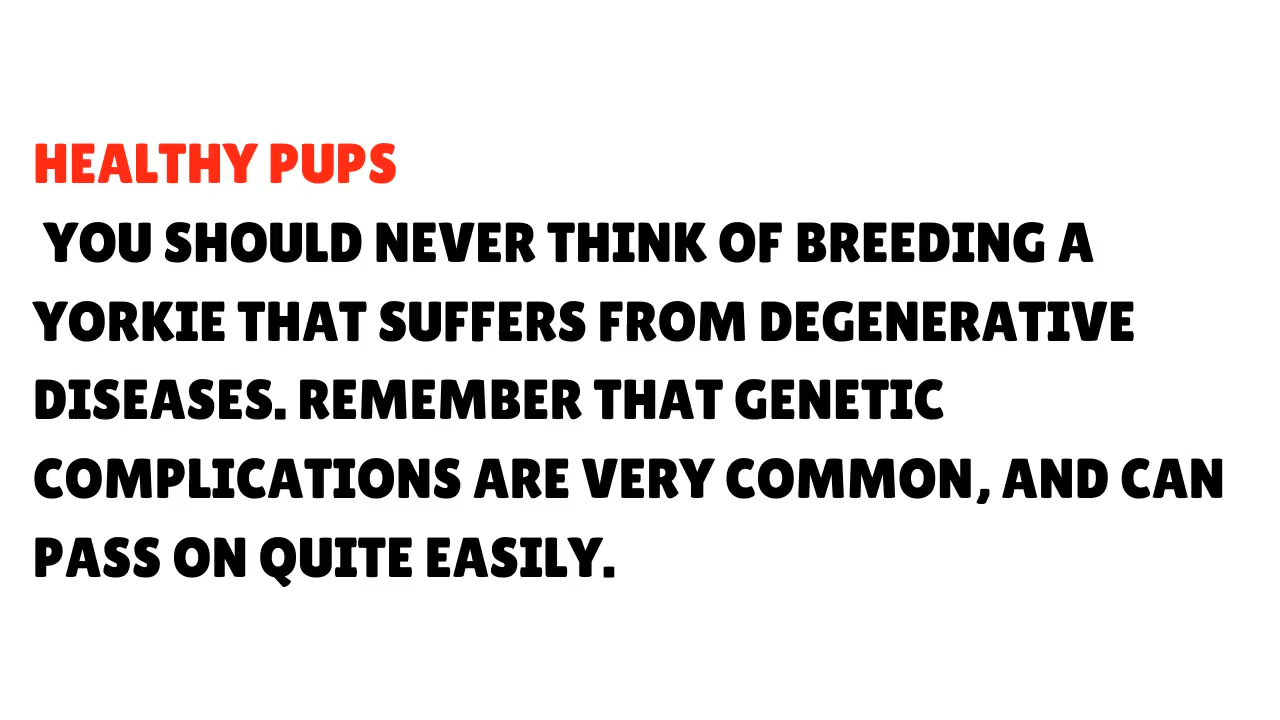 HEALTHY PUPS
YOU SHOULD NEVER THINK OF BREEDING A
YORKIE THAT SUFFERS FROM DEGENERATIVE
DISEASES. REMEMBER THAT GENETIC
COMPLICATIONS ARE VERY COMMON, AND CAN
PASS ON QUITE EASILY.